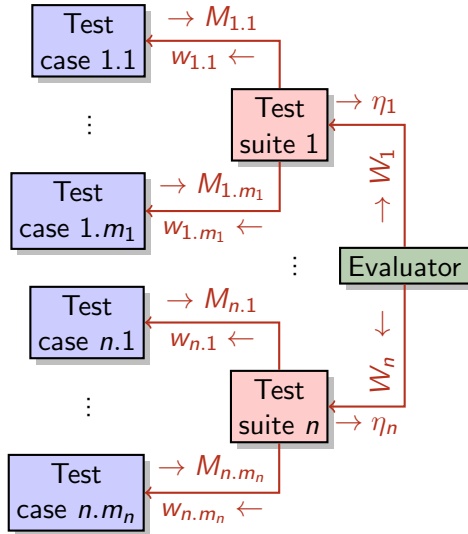 Test
case 1.1
→ M₁.₁
w₁.₁ ←
⋮
Test
suite 1
→ η₁
Test
case 1.m₁
→ M₁.ₘ₁
w₁.ₘ₁ ←
← W₁
⋮
Evaluator
Test
case n.1
→ Mₙ.₁
wₙ.₁ ←
Wₙ →
⋮
Test
suite n
→ ηₙ
Test
case n.mₙ
→ Mₙ.ₘₙ
wₙ.ₘₙ ←